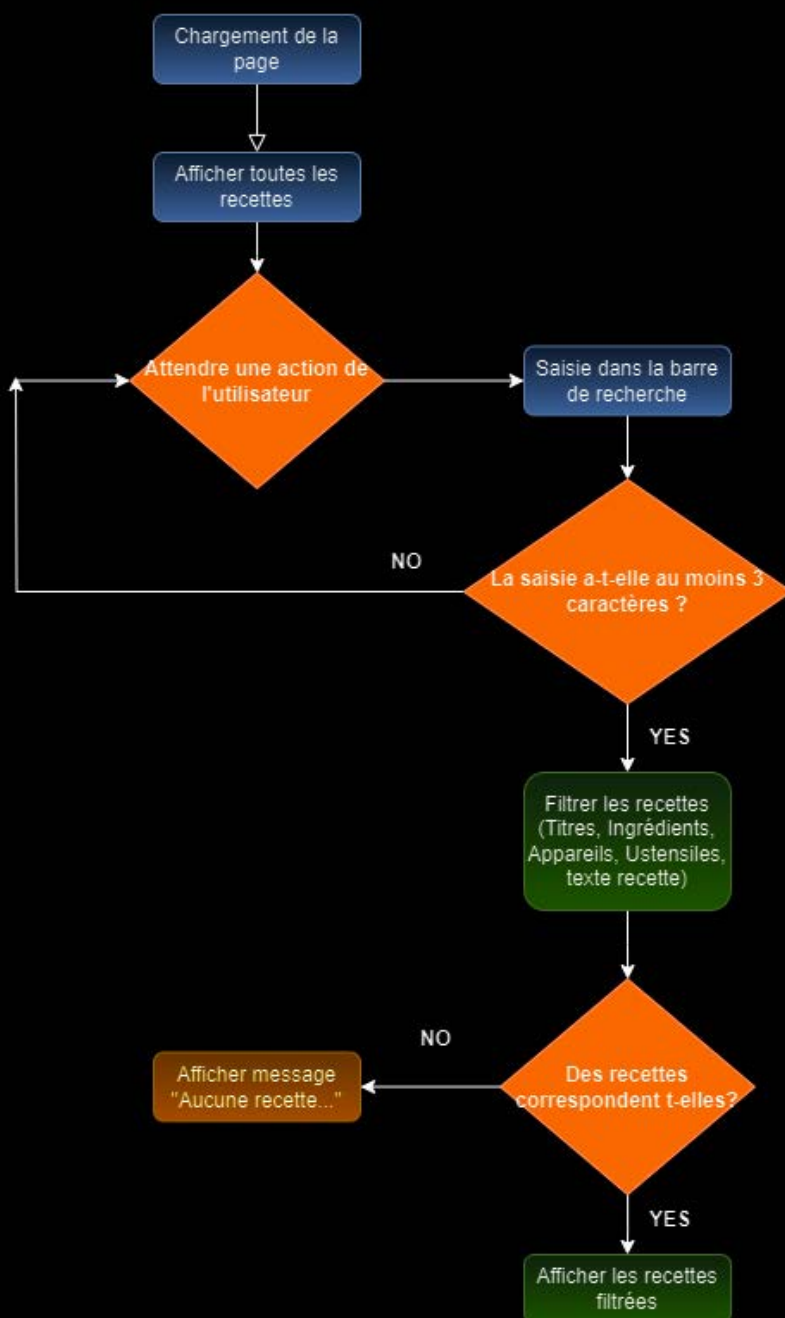 Chargement de la
page
Afficher toutes les
recettes
Attendre une action de
l'utilisateur
Saisie dans la barre
de recherche
NO
La saisie a-t-elle au moins 3
caractères ?
YES
Filtrer les recettes
(Titres, Ingrédients,
Appareils, Ustensiles,
texte recette)
NO
Afficher message
"Aucune recette..."
Des recettes
correspondent t-elles?
YES
Afficher les recettes
filtrées